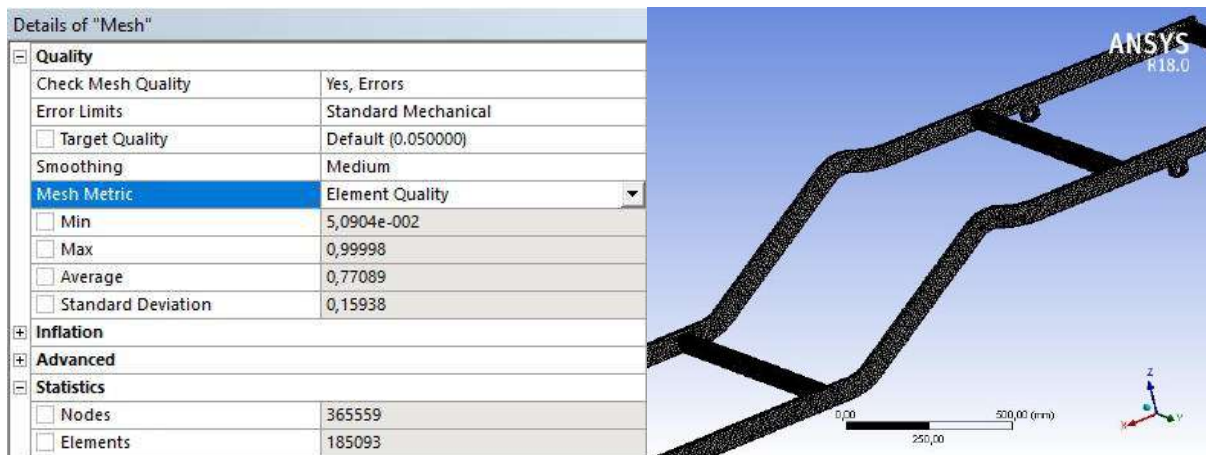 Details of "Mesh"
Quality
Check Mesh Quality Yes, Errors
Error Limits Standard Mechanical
Target Quality Default (0.050000)
Smoothing Medium
Mesh Metric Element Quality
Min 5,0904e-002
Max 0,99998
Average 0,77089
Standard Deviation 0,15938
Inflation
Advanced
Statistics
Nodes 365559
Elements 185093
ANSYS
R18.0
0,00 500,00 (mm)
250,00
Z
X Y